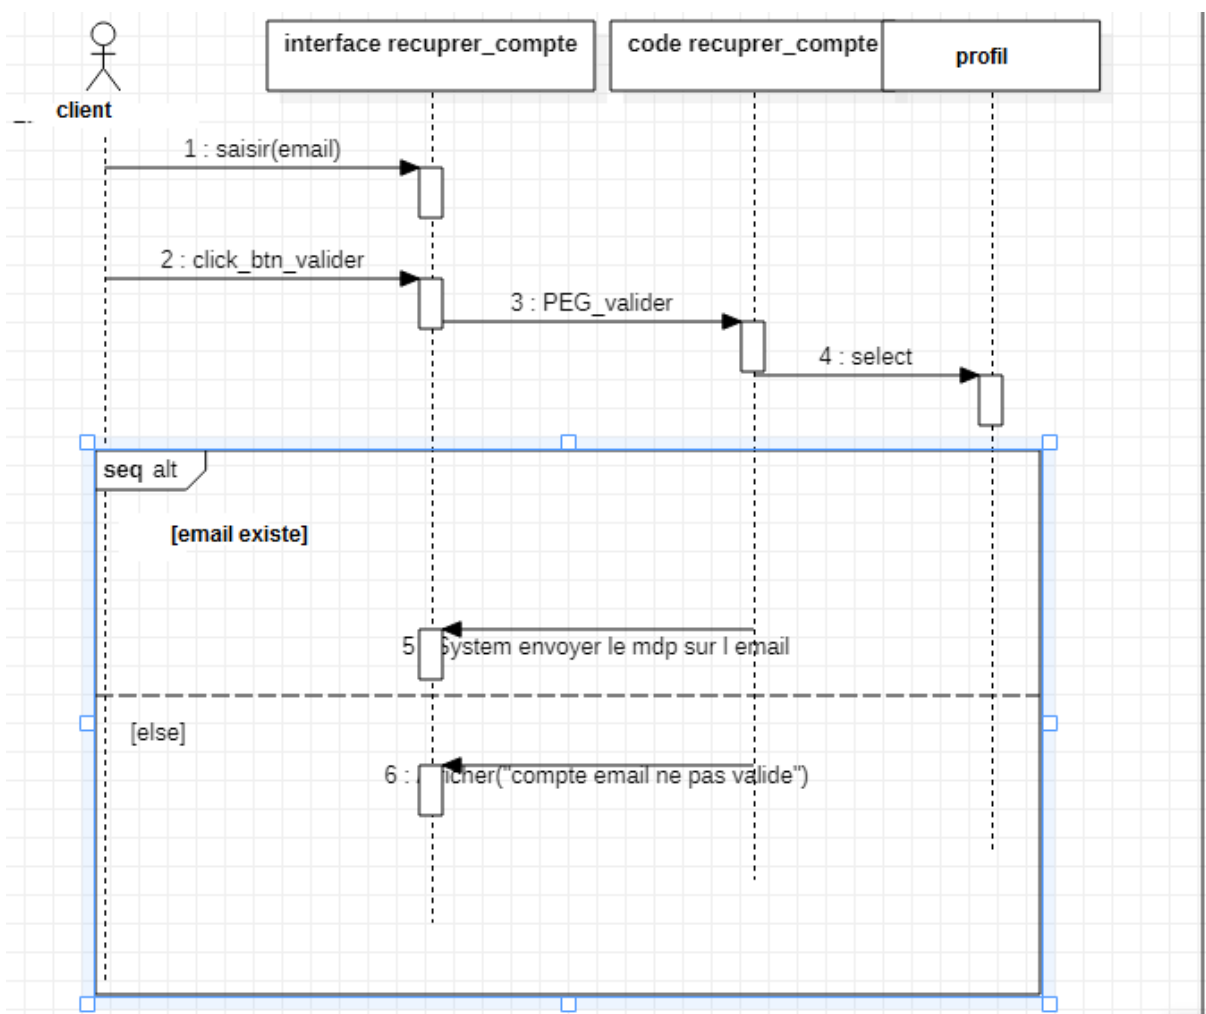 interface recuprer_compte
code recuprer_compte
profil
client
1 : saisir(email)
2 : click_btn_valider
3 : PEG_valider
4 : select
seq alt
[email existe]
5 System envoyer le mdp sur l email
[else]
6 : icher("compte email ne pas valide")